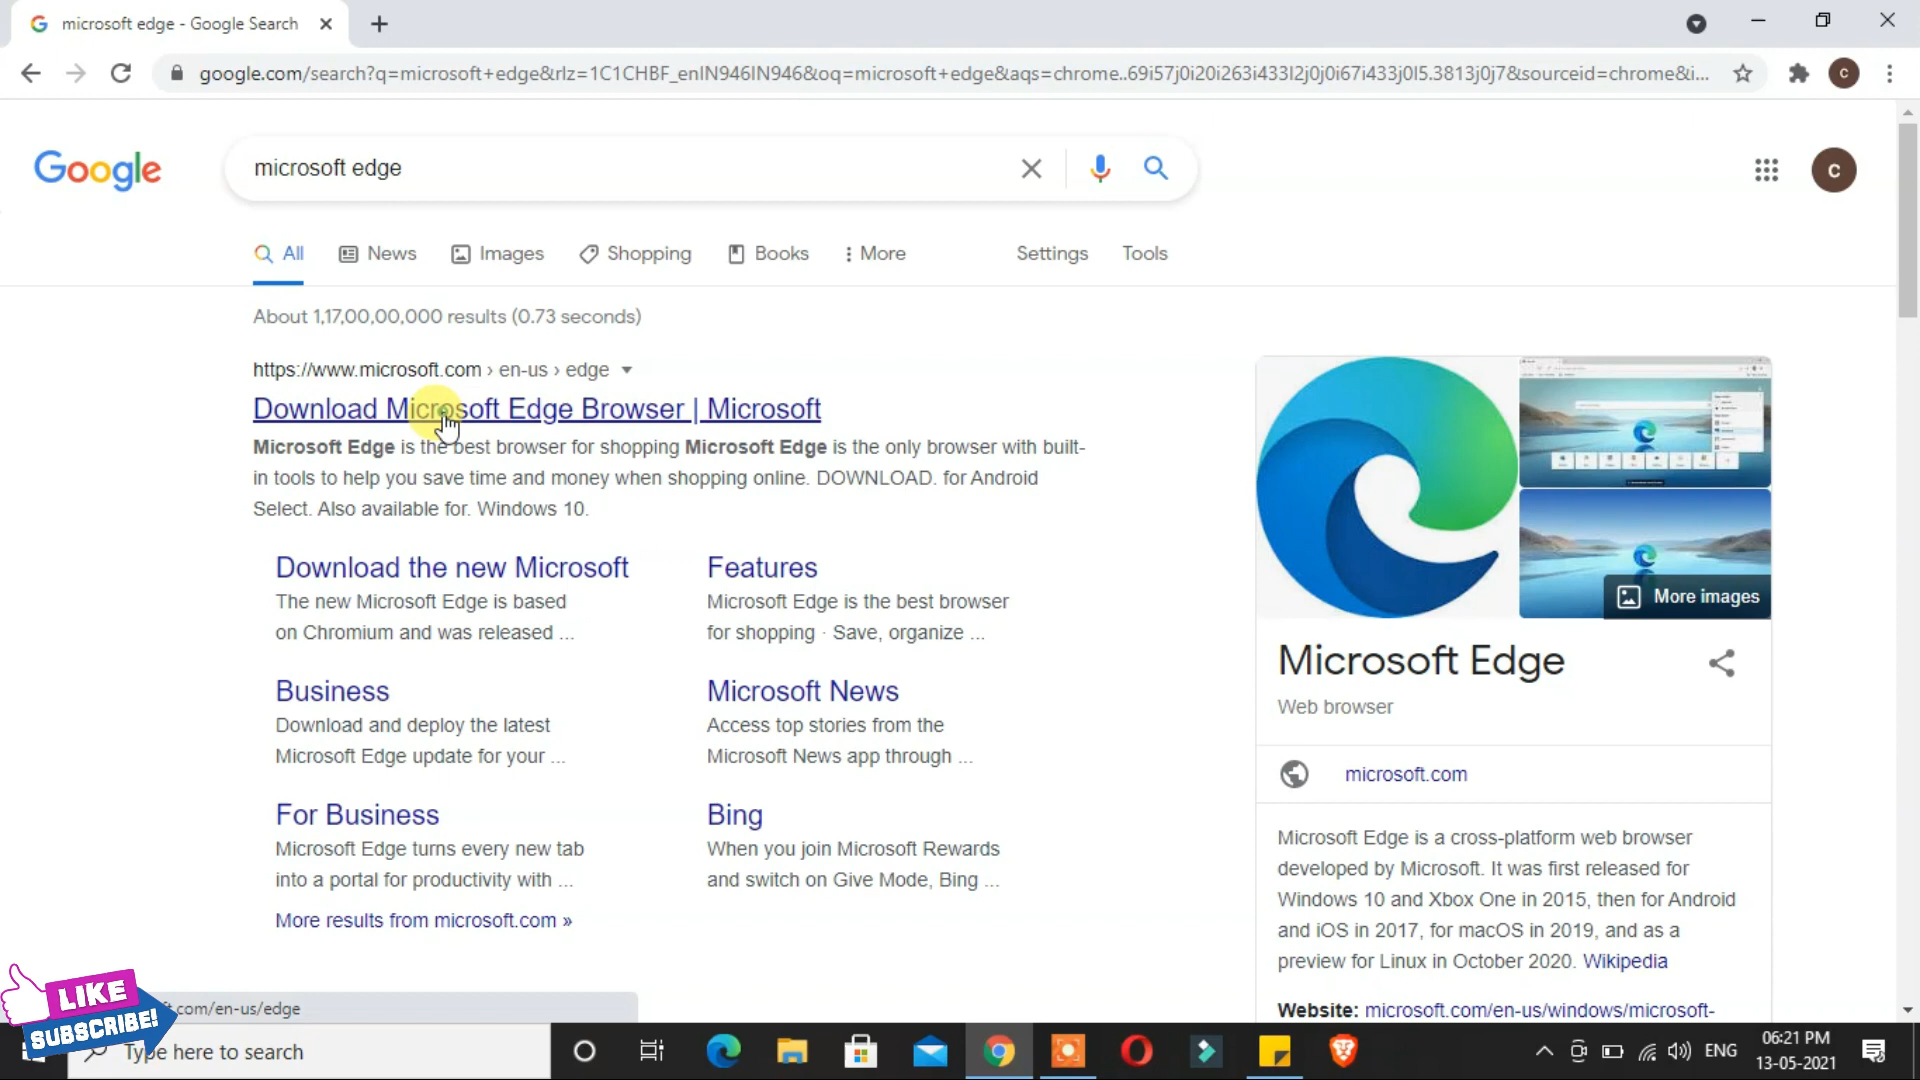 microsoft edge - Google Search
google.com/search?q=microsoft+edge&rlz=1C1CHBF_enIN946IN946&oq=microsoft+edge&aqs=chrome..69i57j0i20i263i433l2j0j0i67i433j0l5.3813j0j7&sourceid=chrome&i...
C
Google
microsoft edge
C
All
News
Images
Shopping
Books
More
Settings
Tools
About 1,17,00,00,000 results (0.73 seconds)
https://www.microsoft.com › en-us › edge
Download Microsoft Edge Browser | Microsoft
Microsoft Edge is the best browser for shopping Microsoft Edge is the only browser with built-
in tools to help you save time and money when shopping online. DOWNLOAD. for Android
Select. Also available for. Windows 10.
Download the new Microsoft
The new Microsoft Edge is based
on Chromium and was released ...
Features
Microsoft Edge is the best browser
for shopping · Save, organize ...
Business
Download and deploy the latest
Microsoft Edge update for your ...
Microsoft News
Access top stories from the
Microsoft News app through ...
For Business
Microsoft Edge turns every new tab
into a portal for productivity with ...
Bing
When you join Microsoft Rewards
and switch on Give Mode, Bing ...
More results from microsoft.com »
More images
Microsoft Edge
Web browser
microsoft.com
Microsoft Edge is a cross-platform web browser
developed by Microsoft. It was first released for
Windows 10 and Xbox One in 2015, then for Android
and iOS in 2017, for macOS in 2019, and as a
preview for Linux in October 2020. Wikipedia
Website: microsoft.com/en-us/windows/microsoft-
.com/en-us/edge
LIKE
SUBSCRIBE!
Type here to search
ENG
06:21 PM
13-05-2021